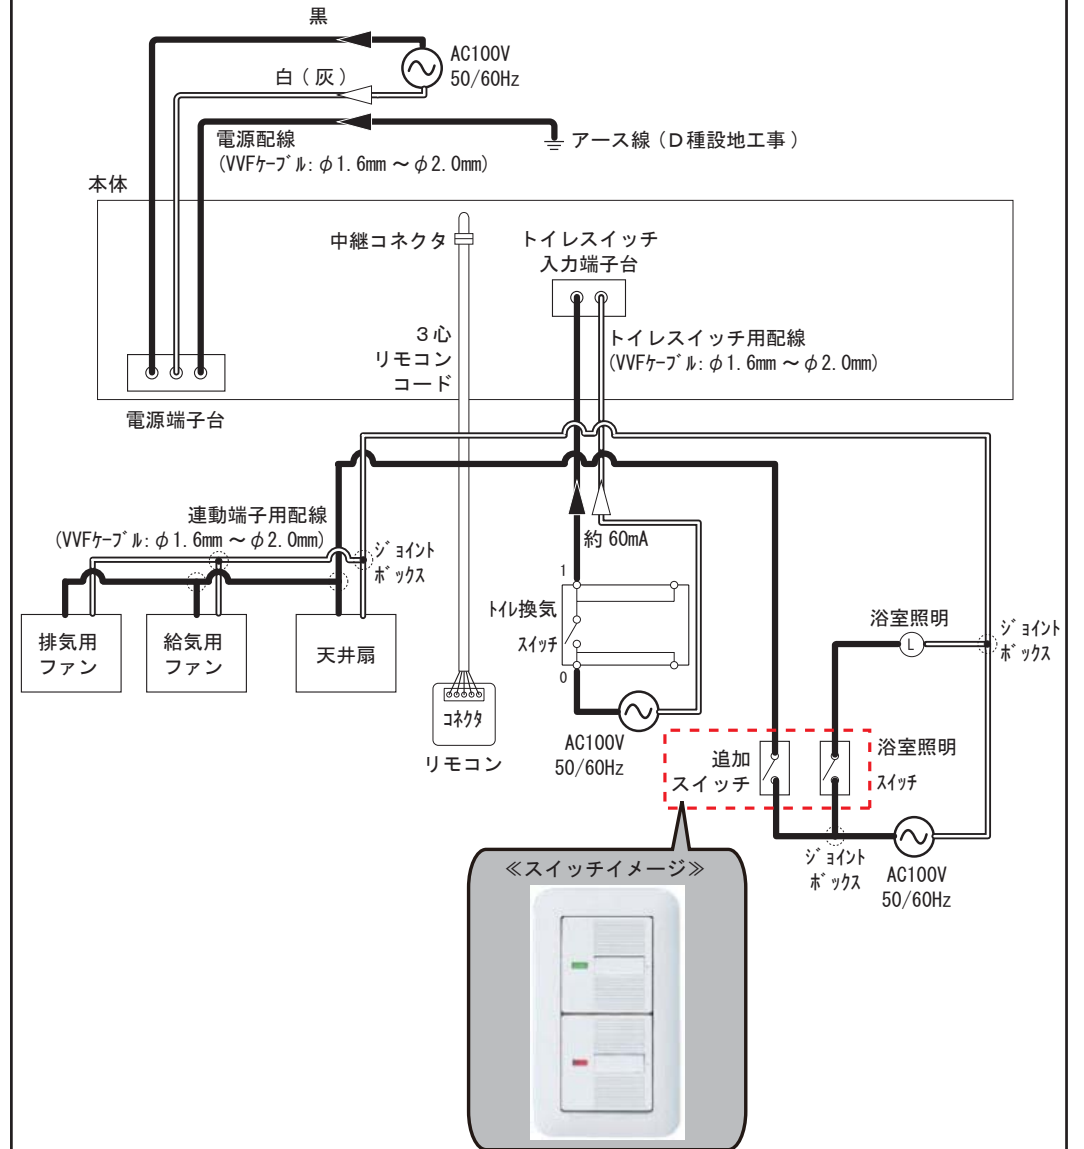 黒
AC100V
50/60Hz
白(灰)
電源配線
(VVFｹｰﾌﾞﾙ:φ1.6mm～φ2.0mm)
アース線(D種設地工事)
本体
中継コネクタ
トイレスイッチ
入力端子台
3心
リモコン
コード
トイレスイッチ用配線
(VVFｹｰﾌﾞﾙ:φ1.6mm～φ2.0mm)
電源端子台
連動端子用配線
(VVFｹｰﾌﾞﾙ:φ1.6mm～φ2.0mm)
ｼﾞｮｲﾝﾄ
ﾎﾞｯｸｽ
約60mA
1
ﾄｲﾚ換気
ｽｲｯﾁ
0
排気用
ファン
給気用
ファン
天井扇
浴室照明
L
ｼﾞｮｲﾝﾄ
ﾎﾞｯｸｽ
ｺﾈｸﾀ
リモコン
AC100V
50/60Hz
追加
スイッチ
浴室照明
ｽｲｯﾁ
ｼﾞｮｲﾝﾄ
ﾎﾞｯｸｽ
AC100V
50/60Hz
≪スイッチイメージ≫